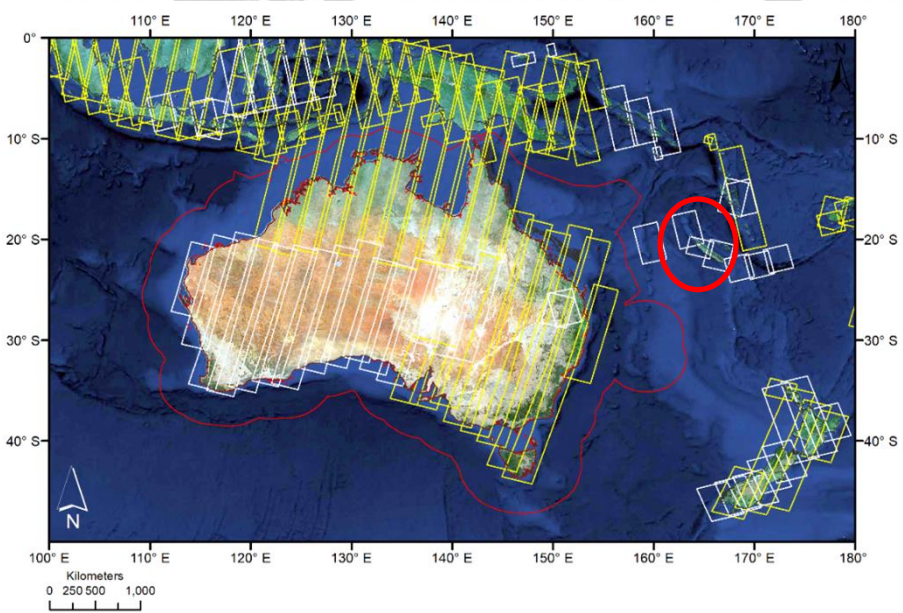 110° E 120° E 130° E 140° E 150° E 160° E 170° E 180°
0°
N
10° S
10° S
20° S
20° S
30° S
30° S
40° S
40° S
N
100° E 110° E 120° E 130° E 140° E 150° E 160° E 170° E 180°
Kilometers
0 250 500 1,000